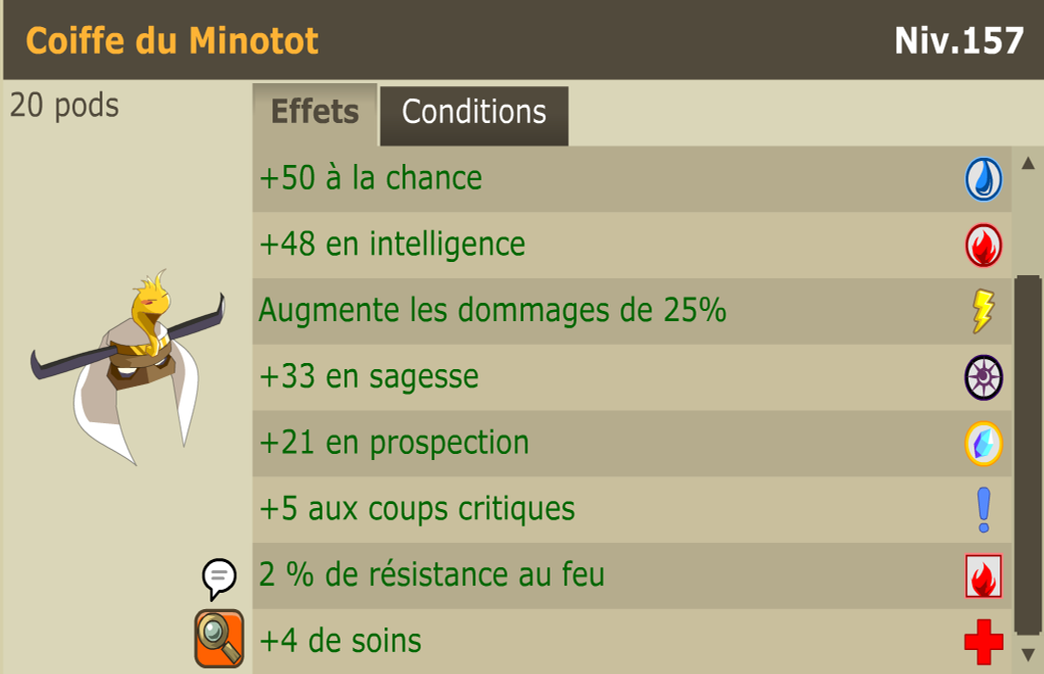 Coiffe du Minotot
Niv.157
20 pods
Effets
Conditions
+50 à la chance
+48 en intelligence
Augmente les dommages de 25%
+33 en sagesse
+21 en prospection
+5 aux coups critiques
2 % de résistance au feu
+4 de soins